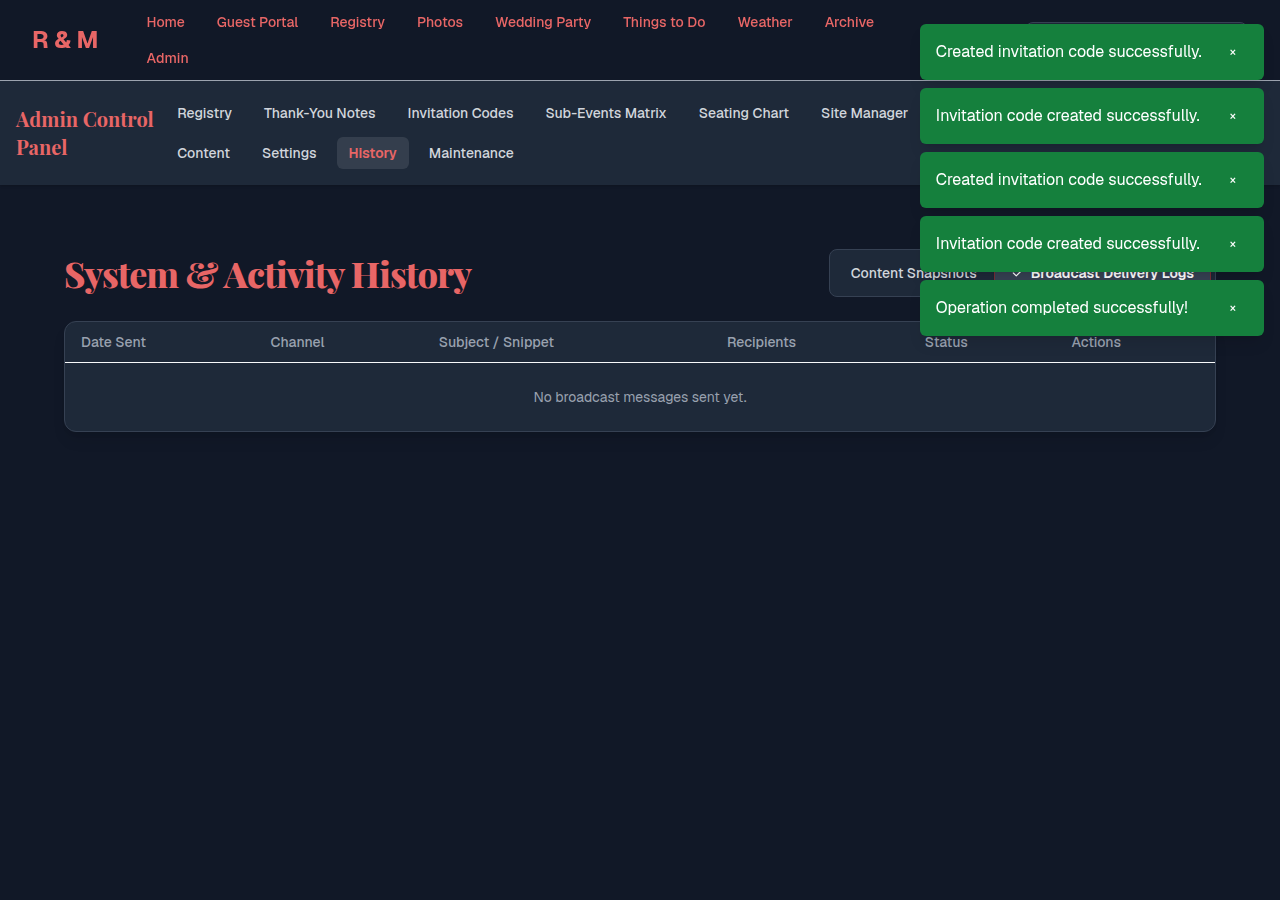 R & M
Home Guest Portal Registry Photos Wedding Party Things to Do Weather Archive
Admin
Admin Control
Panel
Registry Thank-You Notes Invitation Codes Sub-Events Matrix Seating Chart Site Manager
Content Settings History Maintenance
Created invitation code successfully. ×
Invitation code created successfully. ×
Created invitation code successfully. ×
Invitation code created successfully. ×
Operation completed successfully! ×
System & Activity History
Content Snapshots ✓ Broadcast Delivery Logs
Date Sent Channel Subject / Snippet Recipients Status Actions
No broadcast messages sent yet.